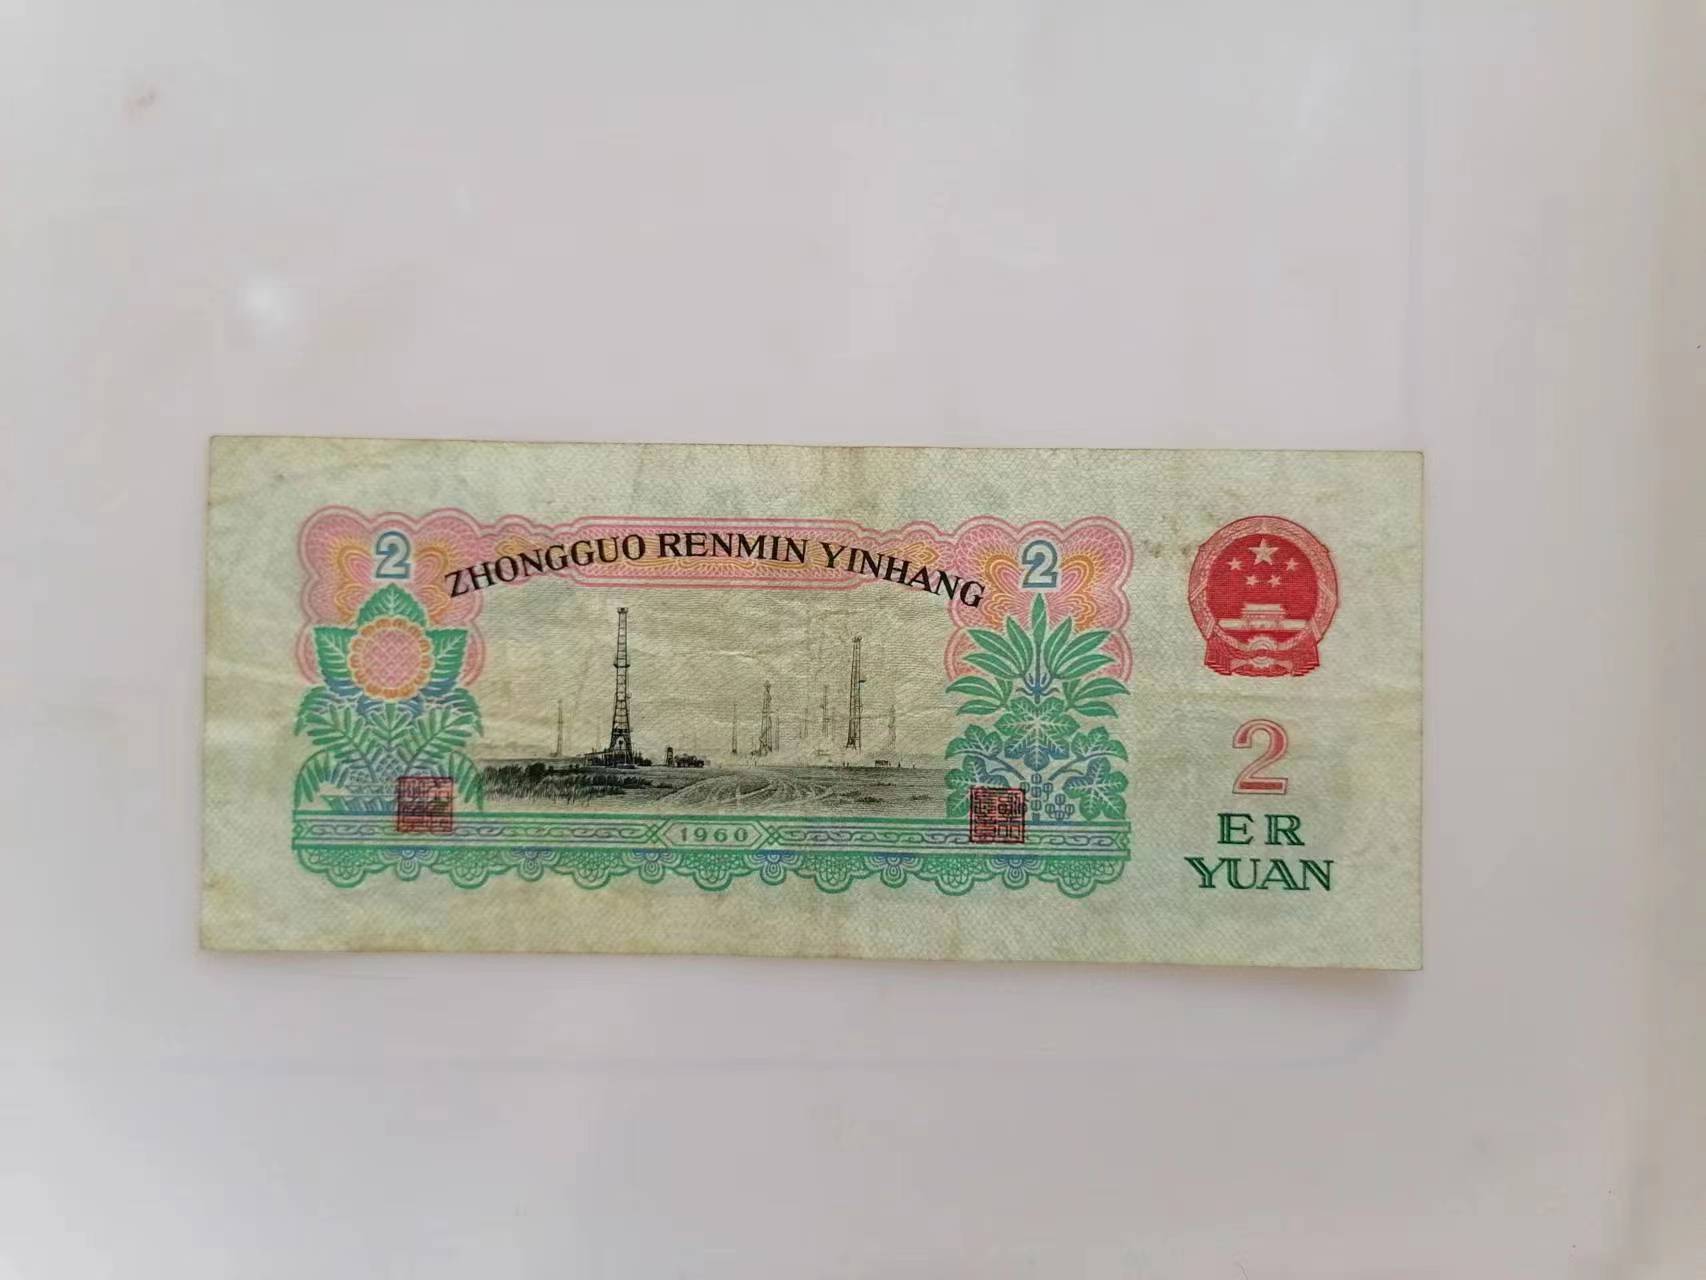 2
ZHONGGUO RENMIN YINHANG
2
2
ER
YUAN
1960